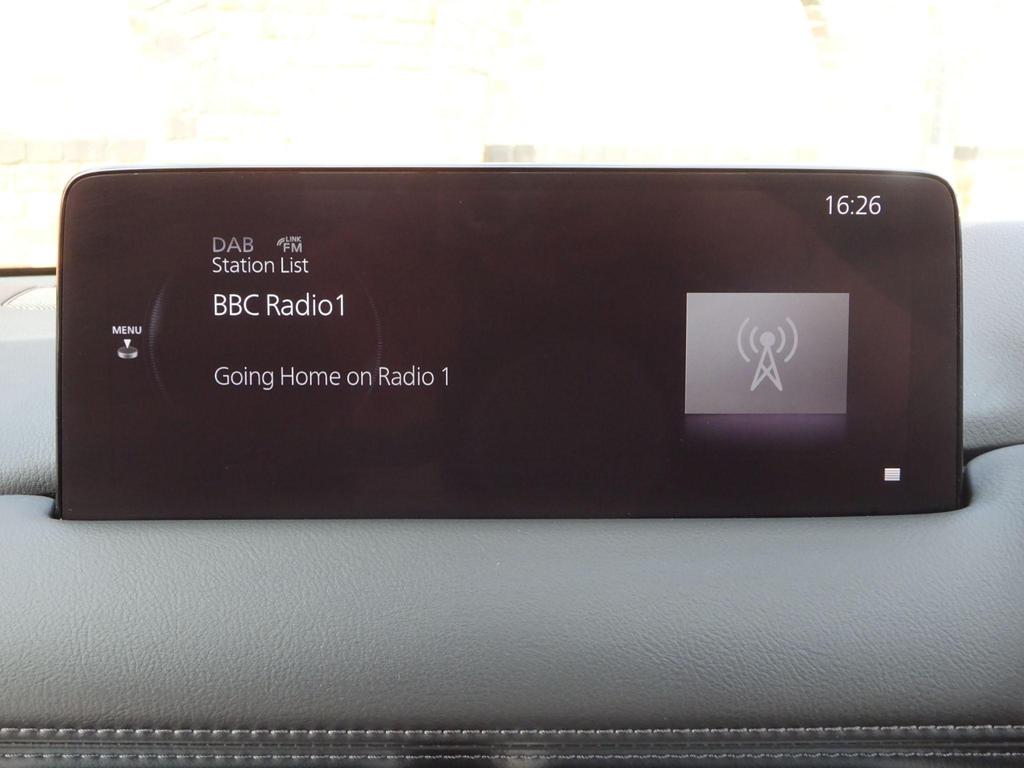 16:26
DAB LINK FM
Station List
BBC Radio1
MENU
Going Home on Radio 1